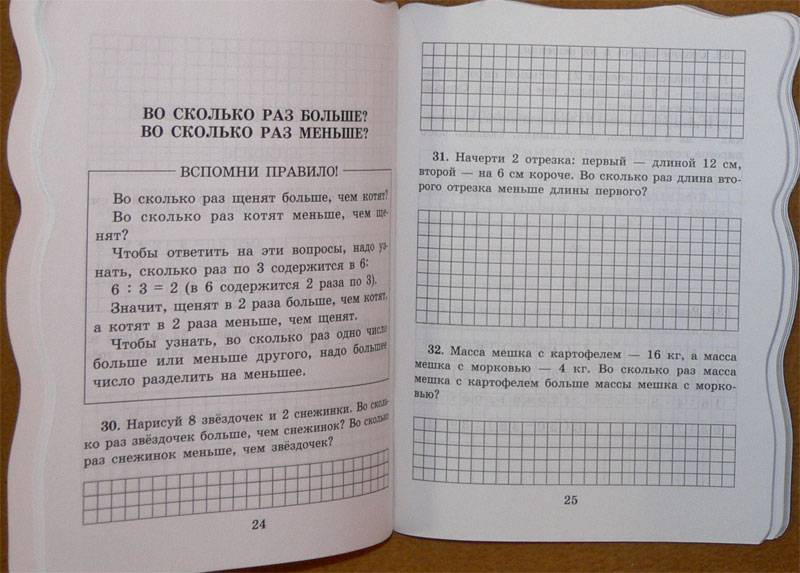 ВО СКОЛЬКО РАЗ БОЛЬШЕ?
ВО СКОЛЬКО РАЗ МЕНЬШЕ?
ВСПОМНИ ПРАВИЛО!
Во сколько раз щенят больше, чем котят?
Во сколько раз котят меньше, чем ще-
нят?
Чтобы ответить на эти вопросы, надо уз-
нать, сколько раз по 3 содержится в 6:
6 : 3 = 2 (в 6 содержится 2 раза по 3).
Значит, щенят в 2 раза больше, чем котят,
а котят в 2 раза меньше, чем щенят.
Чтобы узнать, во сколько раз одно число
больше или меньше другого, надо большее
число разделить на меньшее.
30. Нарисуй 8 звёздочек и 2 снежинки. Во сколь-
ко раз звёздочек больше, чем снежинок? Во сколько
раз снежинок меньше, чем звёздочек?
24
31. Начерти 2 отрезка: первый — длиной 12 см,
второй — на 6 см короче. Во сколько раз длина вто-
рого отрезка меньше длины первого?
32. Масса мешка с картофелем — 16 кг, а масса
мешка с морковью — 4 кг. Во сколько раз масса
мешка с картофелем больше массы мешка с морко-
вью?
25